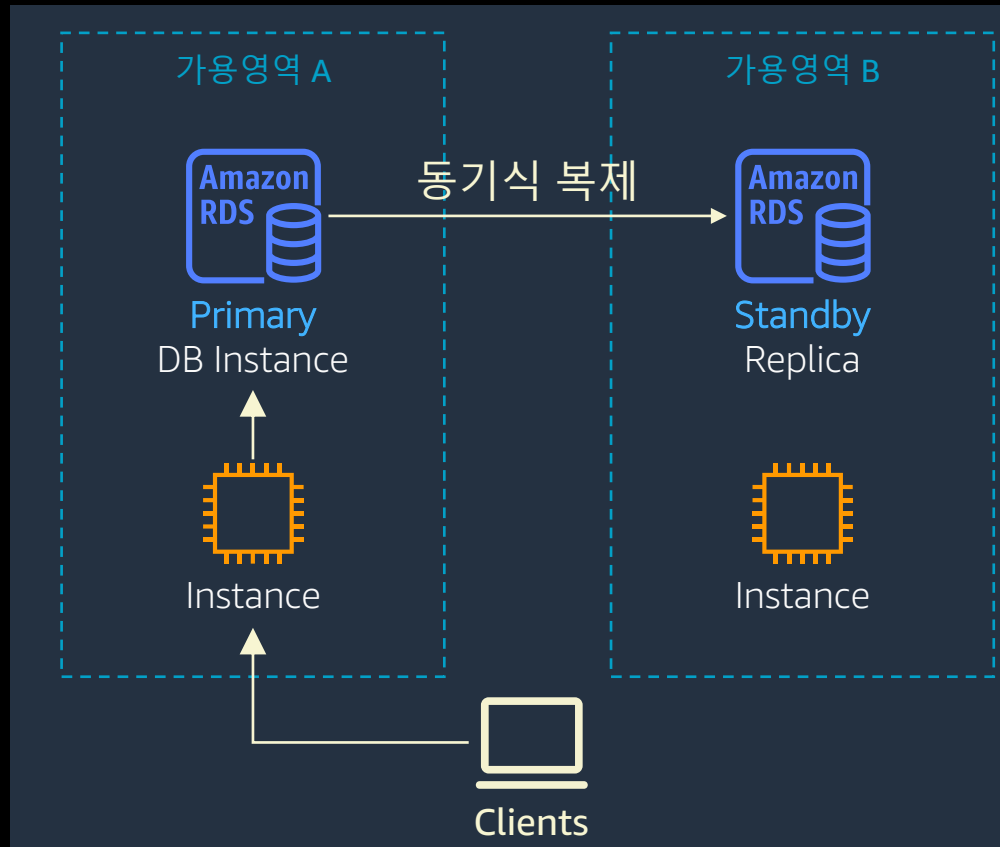 가용영역 A
가용영역 B
Amazon
RDS
동기식 복제
Amazon
RDS
Primary
DB Instance
Standby
Replica
Instance
Instance
Clients